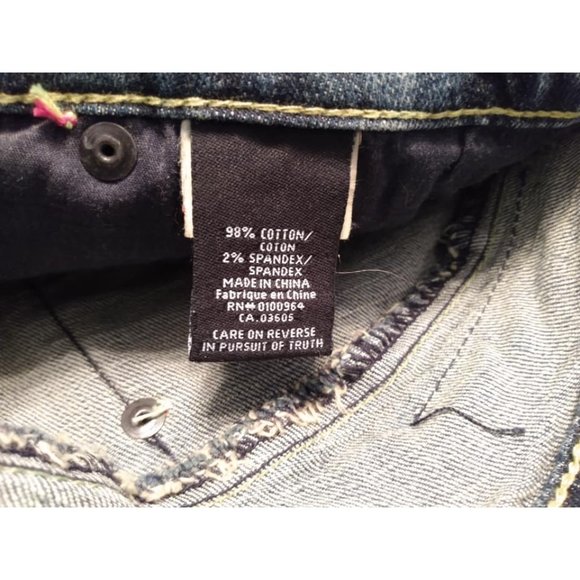 98% COTTON/
COTON
2% SPANDEX/
SPANDEX
MADE IN CHINA
Fabrique en Chine
RN# 0100964
CA.03605
CARE ON REVERSE
IN PURSUIT OF TRUTH